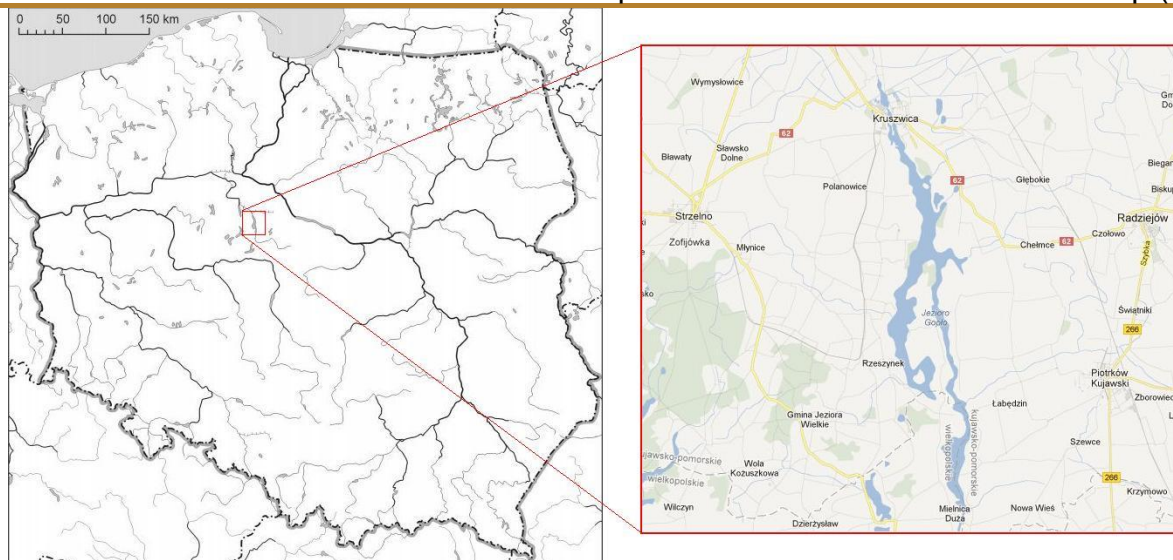 0 50 100 150 km
Wymysłowice
Kruszwica
62
Sławsko
Dolne
Bławaty
62
Głębokie
Polanowice
Strzelno
Radziejów
Czołowo
Zofijówka
Młynice
Chełmce
62
Szybka
Świątniki
Jezioro
Gopło
266
Rzeszynek
Piotrków
Kujawski
Łabędzin
Gmina Jeziora
Wielkie
Szewce
kujawsko-pomorskie
wielkopolskie
Wola
Kożuszkowa
wielkopolskie
266
Krzymowo
Wilczyn
Mielnica
Duża
Nowa Wieś
Dzierżysław